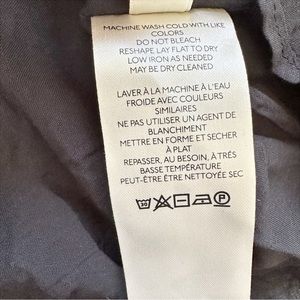 MACHINE WASH COLD WITH LIKE
COLORS
DO NOT BLEACH
RESHAPE LAY FLAT TO DRY
LOW IRON AS NEEDED
MAY BE DRY CLEANED
LAVER À LA MACHINE À L'EAU
FROIDE AVEC COULEURS
SIMILAIRES
NE PAS UTILISER UN AGENT DE
BLANCHIMENT
METTRE EN FORME ET SECHER
À PLAT
REPASSER, AU BESOIN, À TRÉS
BASSE TEMPÉRATURE
PEUT-ÊTRE ÊTRE NETTOYÉE SEC
30
P